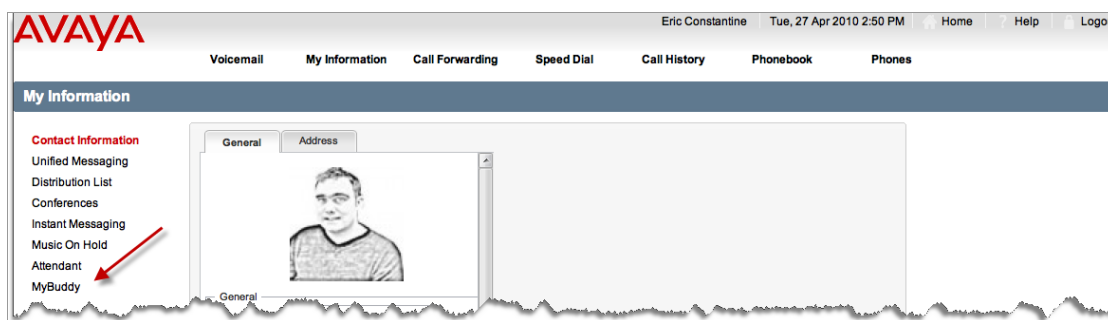 AVAYA
Eric Constantine Tue, 27 Apr 2010 2:50 PM Home ? Help Logo
Voicemail My Information Call Forwarding Speed Dial Call History Phonebook Phones
My Information
Contact Information
Unified Messaging
Distribution List
Conferences
Instant Messaging
Music On Hold
Attendant
MyBuddy
General Address
General